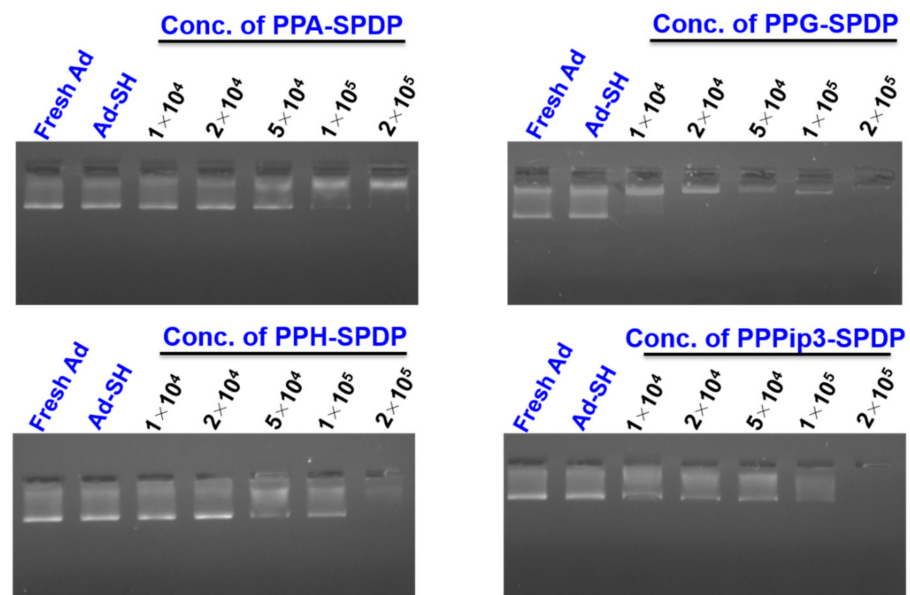 Conc. of PPA-SPDP
Fresh Ad
Ad-SH
1×10⁴
2×10⁴
5×10⁴
1×10⁵
2×10⁵
Conc. of PPG-SPDP
Fresh Ad
Ad-SH
1×10⁴
2×10⁴
5×10⁴
1×10⁵
2×10⁵
Conc. of PPH-SPDP
Fresh Ad
Ad-SH
1×10⁴
2×10⁴
5×10⁴
1×10⁵
2×10⁵
Conc. of PPPip3-SPDP
Fresh Ad
Ad-SH
1×10⁴
2×10⁴
5×10⁴
1×10⁵
2×10⁵